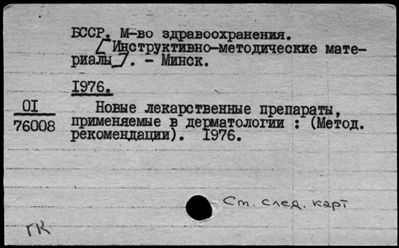 БССР. М-во здравоохранения.
[Инструктивно-методические мате-
риалы]. - Минск.
1976.
01
76008
Новые лекарственные препараты,
применяемые в дерматологии : (Метод.
рекомендации). 1976.
Ст. след. карт
ГК